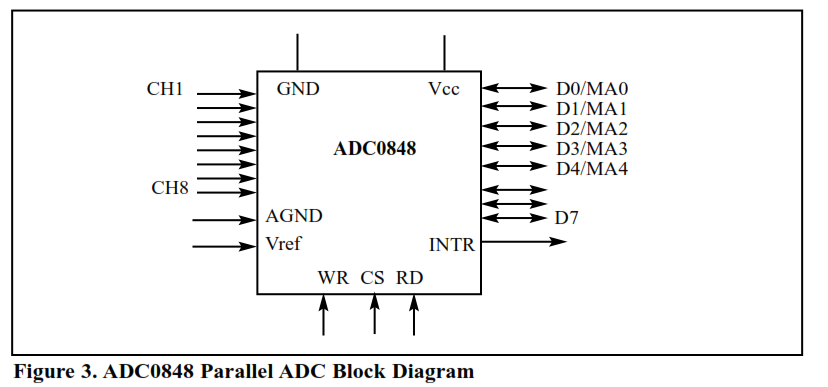 GND
Vcc
CH1
CH8
AGND
Vref
ADC0848
D0/MA0
D1/MA1
D2/MA2
D3/MA3
D4/MA4
D7
INTR
WR CS RD
Figure 3. ADC0848 Parallel ADC Block Diagram